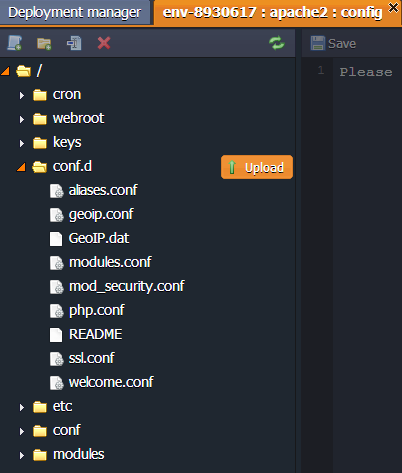 Deployment manager
env-8930617 : apache2 : config
Save
/
cron
webroot
keys
conf.d
Upload
aliases.conf
geoip.conf
GeoIP.dat
modules.conf
mod_security.conf
php.conf
README
ssl.conf
welcome.conf
etc
conf
modules
1 Please